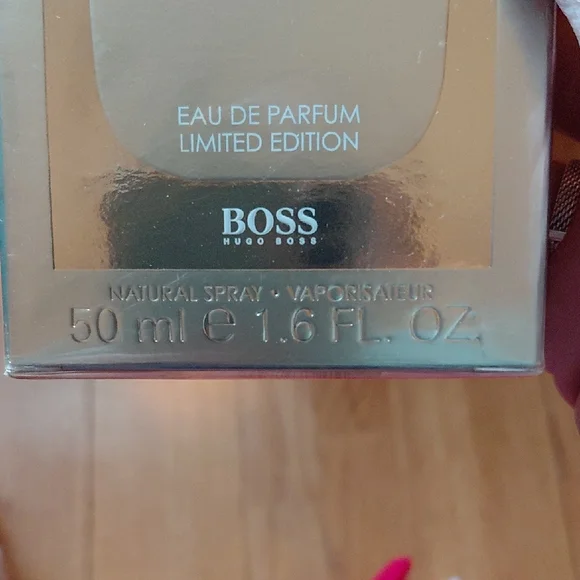 EAU DE PARFUM
LIMITED EDITION
BOSS
HUGO BOSS
NATURAL SPRAY • VAPORISATEUR
50 ml e 1.6 FL. OZ.